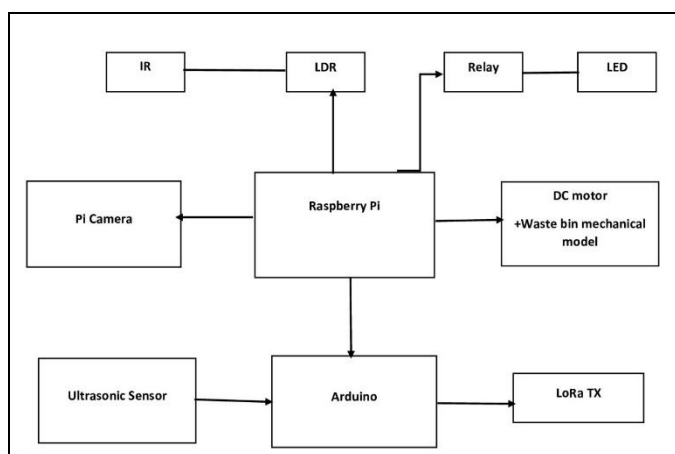 IR
LDR
Relay
LED
Pi Camera
Raspberry Pi
DC motor
+Waste bin mechanical
model
Ultrasonic Sensor
Arduino
LoRa TX